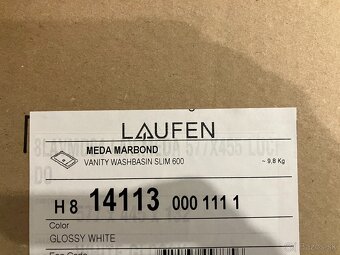 LAUFEN
MEDA MARBOND
VANITY WASHBASIN SLIM 600
~ 9,8 Kg
H 8 14113 000 111 1
Color
GLOSSY WHITE